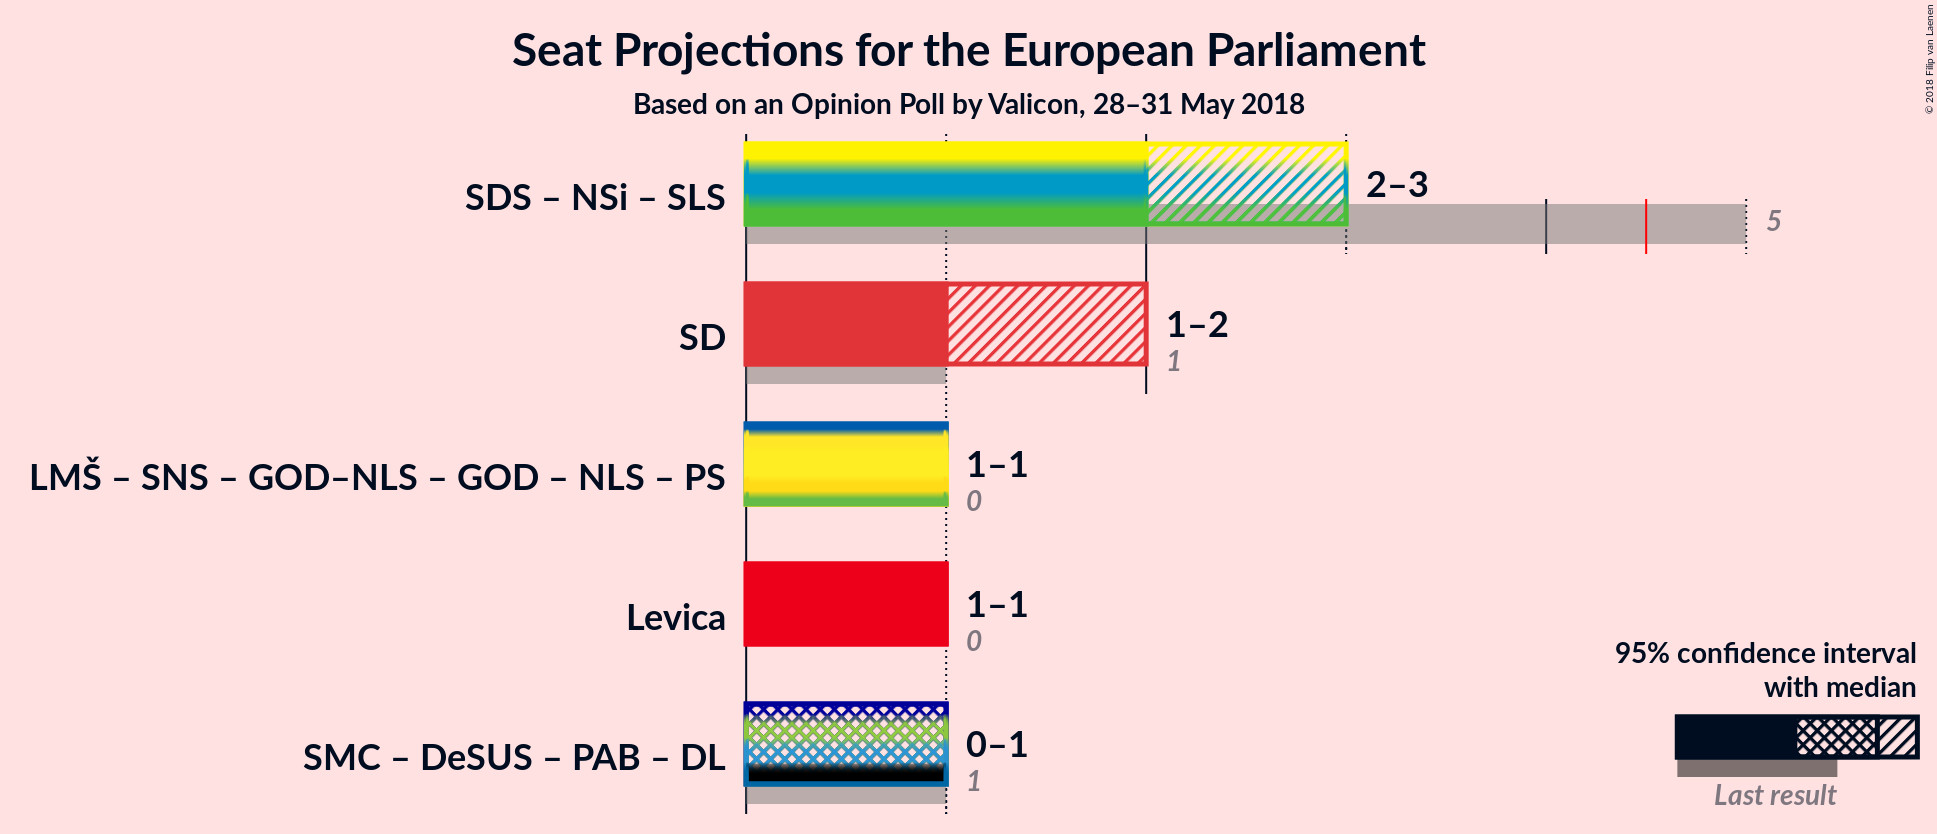 Seat Projections for the European Parliament
Based on an Opinion Poll by Valicon, 28–31 May 2018
© 2018 Filip van Laenen
SDS – NSi – SLS
2–3
5
SD
1–2
1
LMŠ – SNS – GOD–NLS – GOD – NLS – PS
1–1
0
Levica
1–1
0
SMC – DeSUS – PAB – DL
0–1
1
95% confidence interval
with median
Last result